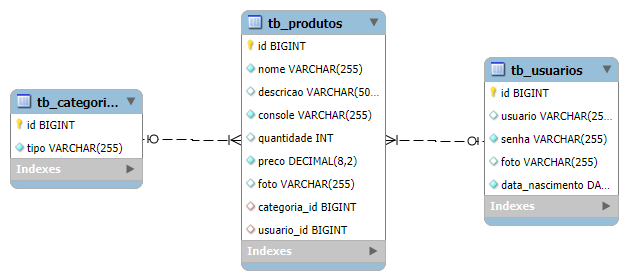 tb_categori...
id BIGINT
tipo VARCHAR(255)
Indexes
tb_produtos
id BIGINT
nome VARCHAR(255)
descricao VARCHAR(50...
console VARCHAR(255)
quantidade INT
preco DECIMAL(8,2)
foto VARCHAR(255)
categoria_id BIGINT
usuario_id BIGINT
Indexes
tb_usuarios
id BIGINT
usuario VARCHAR(25...
senha VARCHAR(255)
foto VARCHAR(255)
data_nascimento DA...
Indexes